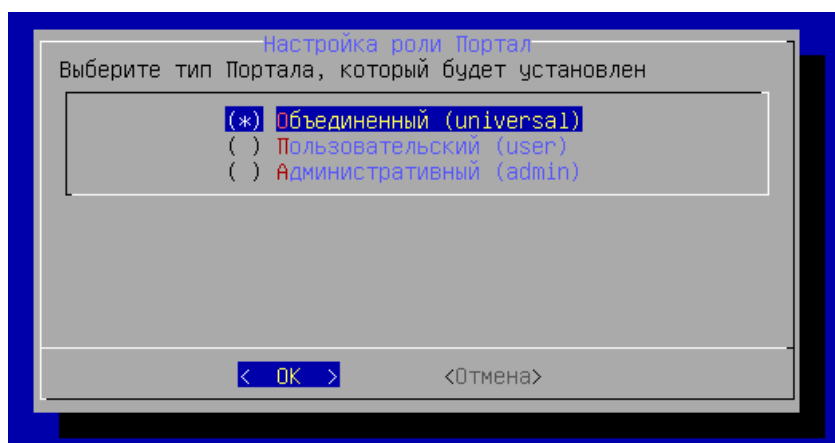 Настройка роли Портал
Выберите тип Портала, который будет установлен
(*) Объединенный (universal)
( ) Пользовательский (user)
( ) Административный (admin)
< OK > <Отмена>